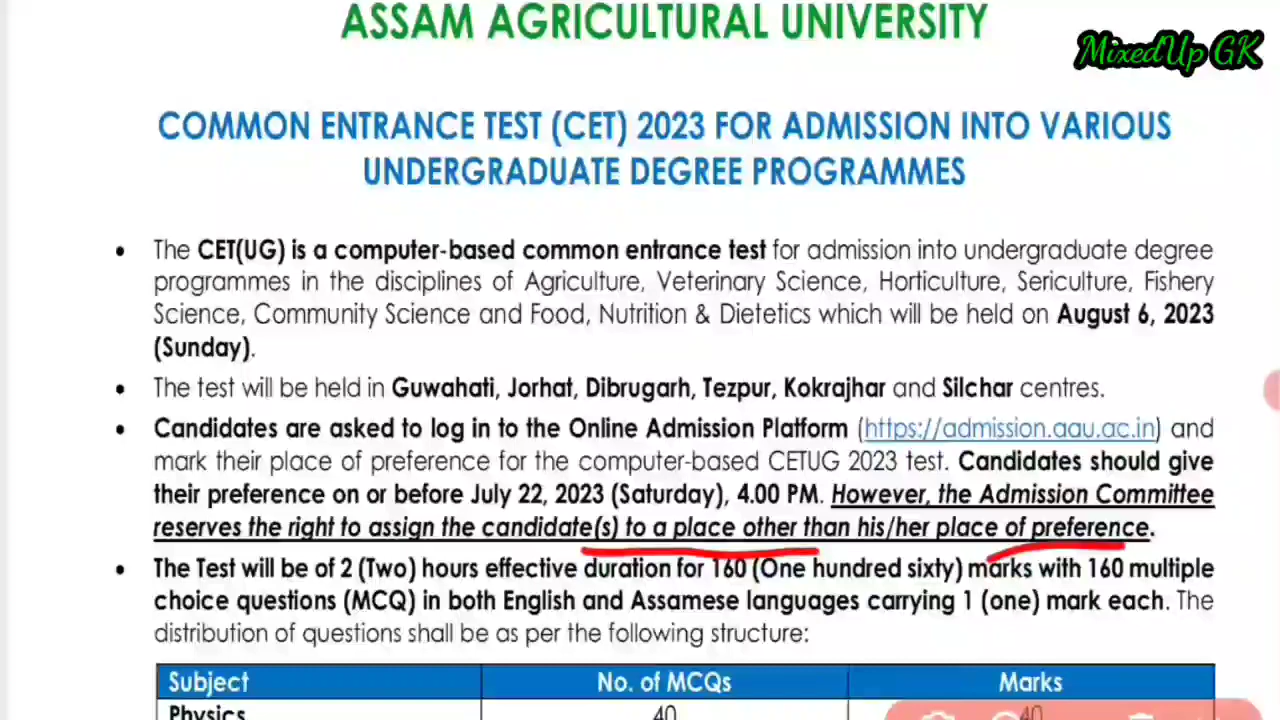 ASSAM AGRICULTURAL UNIVERSITY
MixedUp GK
COMMON ENTRANCE TEST (CET) 2023 FOR ADMISSION INTO VARIOUS
UNDERGRADUATE DEGREE PROGRAMMES
• The CET(UG) is a computer-based common entrance test for admission into undergraduate degree
programmes in the disciplines of Agriculture, Veterinary Science, Horticulture, Sericulture, Fishery
Science, Community Science and Food, Nutrition & Dietetics which will be held on August 6, 2023
(Sunday).
• The test will be held in Guwahati, Jorhat, Dibrugarh, Tezpur, Kokrajhar and Silchar centres.
• Candidates are asked to log in to the Online Admission Platform (https://admission.aau.ac.in) and
mark their place of preference for the computer-based CETUG 2023 test. Candidates should give
their preference on or before July 22, 2023 (Saturday), 4.00 PM. However, the Admission Committee
reserves the right to assign the candidate(s) to a place other than his/her place of preference.
• The Test will be of 2 (Two) hours effective duration for 160 (One hundred sixty) marks with 160 multiple
choice questions (MCQ) in both English and Assamese languages carrying 1 (one) mark each. The
distribution of questions shall be as per the following structure:
Subject No. of MCQs Marks
Physics 40 40